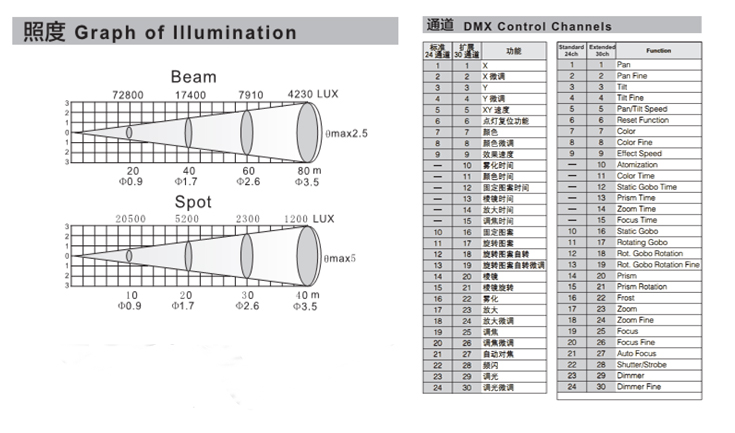 照度 Graph of Illumination
Beam
72800 17400 7910 4230 LUX
3
2
1
0
1
2
3
θmax2.5
20 40 60 80 m
Φ0.9 Φ1.7 Φ2.6 Φ3.5
Spot
20500 5200 2300 1200 LUX
3
2
1
0
1
2
3
θmax5
10 20 30 40 m
Φ0.9 Φ1.7 Φ2.6 Φ3.5
通道 DMX Control Channels
标准 24通道 扩展 30通道 功能
1 1 X
2 2 X 微调
3 3 Y
4 4 Y 微调
5 5 XY 速度
6 6 点灯复位功能
7 7 颜色
8 8 颜色微调
9 9 效果速度
— 10 雾化时间
— 11 颜色时间
— 12 固定图案时间
— 13 棱镜时间
— 14 放大时间
— 15 调焦时间
10 16 固定图案
11 17 旋转图案
12 18 旋转图案自转
13 19 旋转图案自转微调
14 20 棱镜
15 21 棱镜旋转
16 22 雾化
17 23 放大
18 24 放大微调
19 25 调焦
20 26 调焦微调
21 27 自动对焦
22 28 频闪
23 29 调光
24 30 调光微调
Standard 24ch Extended 30ch Function
1 1 Pan
2 2 Pan Fine
3 3 Tilt
4 4 Tilt Fine
5 5 Pan/Tilt Speed
6 6 Reset Function
7 7 Color
8 8 Color Fine
9 9 Effect Speed
— 10 Atomization
— 11 Color Time
— 12 Static Gobo Time
— 13 Prism Time
— 14 Zoom Time
— 15 Focus Time
10 16 Static Gobo
11 17 Rotating Gobo
12 18 Rot. Gobo Rotation
13 19 Rot. Gobo Rotation Fine
14 20 Prism
15 21 Prism Rotation
16 22 Frost
17 23 Zoom
18 24 Zoom Fine
19 25 Focus
20 26 Focus Fine
21 27 Auto Focus
22 28 Shutter/Strobe
23 29 Dimmer
24 30 Dimmer Fine